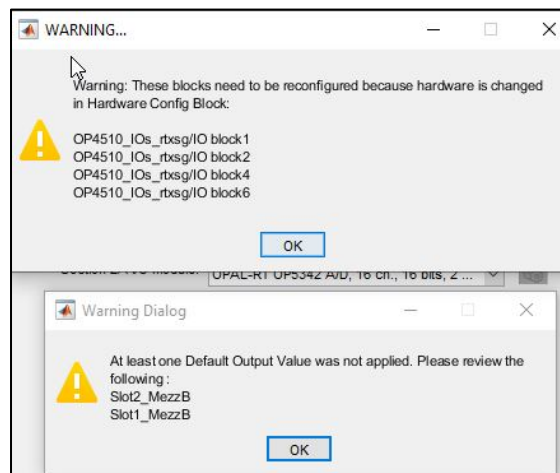 WARNING...
Warning: These blocks need to be reconfigured because hardware is changed
in Hardware Config Block:
OP4510_IOs_rtxsg/IO block1
OP4510_IOs_rtxsg/IO block2
OP4510_IOs_rtxsg/IO block4
OP4510_IOs_rtxsg/IO block6
OK
OPAL-RT OP5342 A/D, 16 ch., 16 bits, 2 ...
Warning Dialog
At least one Default Output Value was not applied. Please review the
following :
Slot2_MezzB
Slot1_MezzB
OK